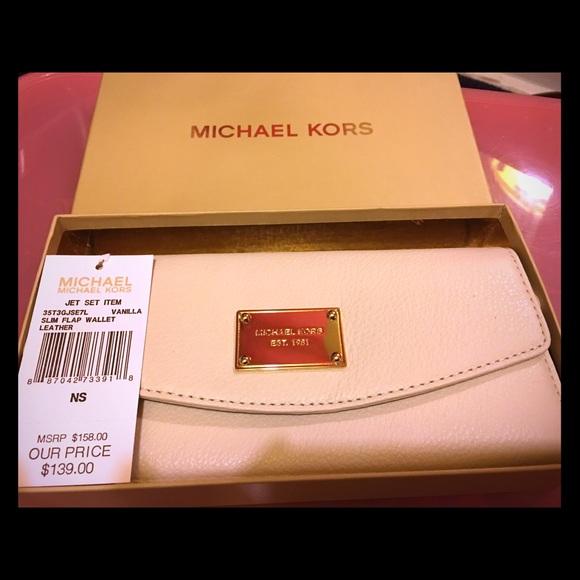 MICHAEL KORS
MICHAEL
MICHAEL KORS
JET SET ITEM
35T3GJSE7L VANILLA
SLIM FLAP WALLET
LEATHER
8 87042 73391 8
NS
MSRP $158.00
OUR PRICE
$139.00
MICHAEL KORS
EST. 1981